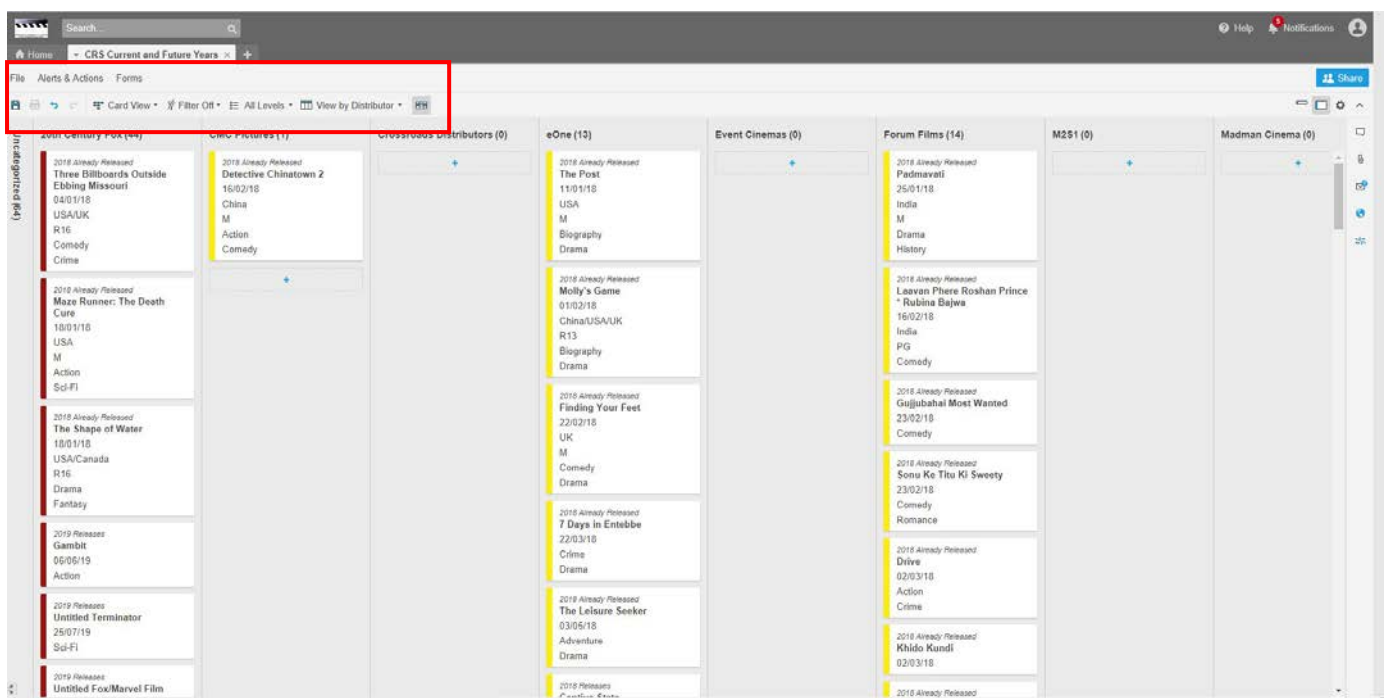 Search...
Help
5
Notifications
Home
CRS Current and Future Years × +
File Alerts & Actions Forms
Share
Card View Filter Off All Levels View by Distributor
Uncategorized (64)
20th Century Fox (44)
2018 Already Released
Three Billboards Outside
Ebbing Missouri
04/01/18
USA/UK
R16
Comedy
Crime
2018 Already Released
Maze Runner: The Death
Cure
18/01/18
USA
M
Action
Sci-Fi
2018 Already Released
The Shape of Water
18/01/18
USA/Canada
R16
Drama
Fantasy
2019 Releases
Gambit
06/06/19
Action
2019 Releases
Untitled Terminator
25/07/19
Sci-Fi
2019 Releases
Untitled Fox/Marvel Film
CMC Pictures (1)
2018 Already Released
Detective Chinatown 2
16/02/18
China
M
Action
Comedy
+
Crossroads Distributors (0)
+
eOne (13)
2018 Already Released
The Post
11/01/18
USA
M
Biography
Drama
2018 Already Released
Molly's Game
01/02/18
China/USA/UK
R13
Biography
Drama
2018 Already Released
Finding Your Feet
22/02/18
UK
M
Comedy
Drama
2018 Already Released
7 Days in Entebbe
22/03/18
Crime
Drama
2018 Already Released
The Leisure Seeker
03/05/18
Adventure
Drama
2018 Releases
Captive State
Event Cinemas (0)
+
Forum Films (14)
2018 Already Released
Padmavati
25/01/18
India
M
Drama
History
2018 Already Released
Laavan Phere Roshan Prince
* Rubina Bajwa
16/02/18
India
PG
Comedy
2018 Already Released
Gujjubahai Most Wanted
23/02/18
Comedy
2018 Already Released
Sonu Ke Titu Ki Sweety
23/02/18
Comedy
Romance
2018 Already Released
Drive
02/03/18
Action
Crime
2018 Already Released
Khido Kundi
02/03/18
2018 Already Released
M2S1 (0)
+
Madman Cinema (0)
+